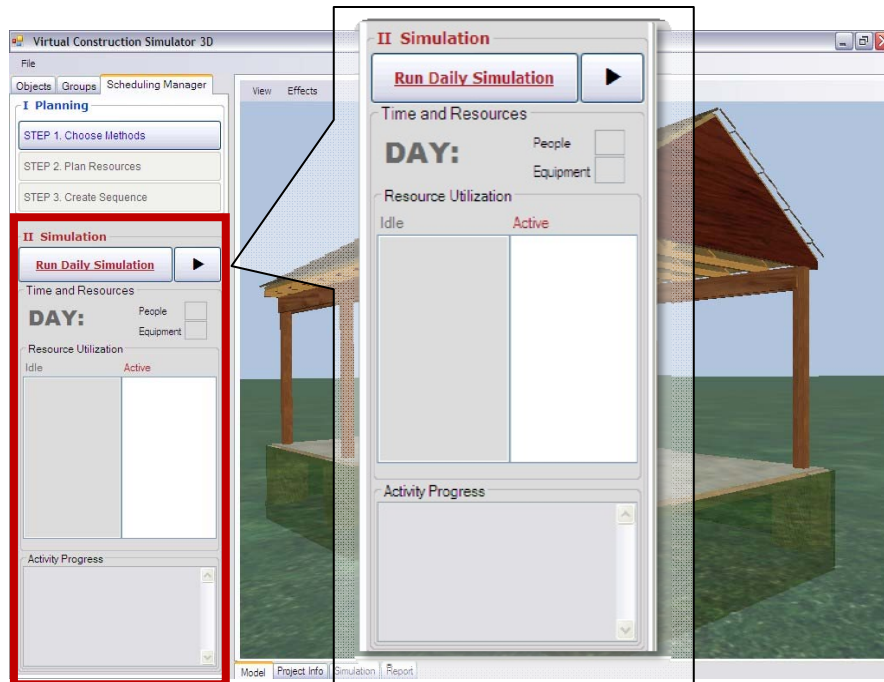 Virtual Construction Simulator 3D
File
Objects Groups Scheduling Manager
I Planning
STEP 1. Choose Methods
STEP 2. Plan Resources
STEP 3. Create Sequence
II Simulation
Run Daily Simulation
Time and Resources
DAY:
People
Equipment
Resource Utilization
Idle Active
Activity Progress
View Effects
II Simulation
Run Daily Simulation
Time and Resources
DAY:
People
Equipment
Resource Utilization
Idle Active
Activity Progress
Model Project Info Simulation Report